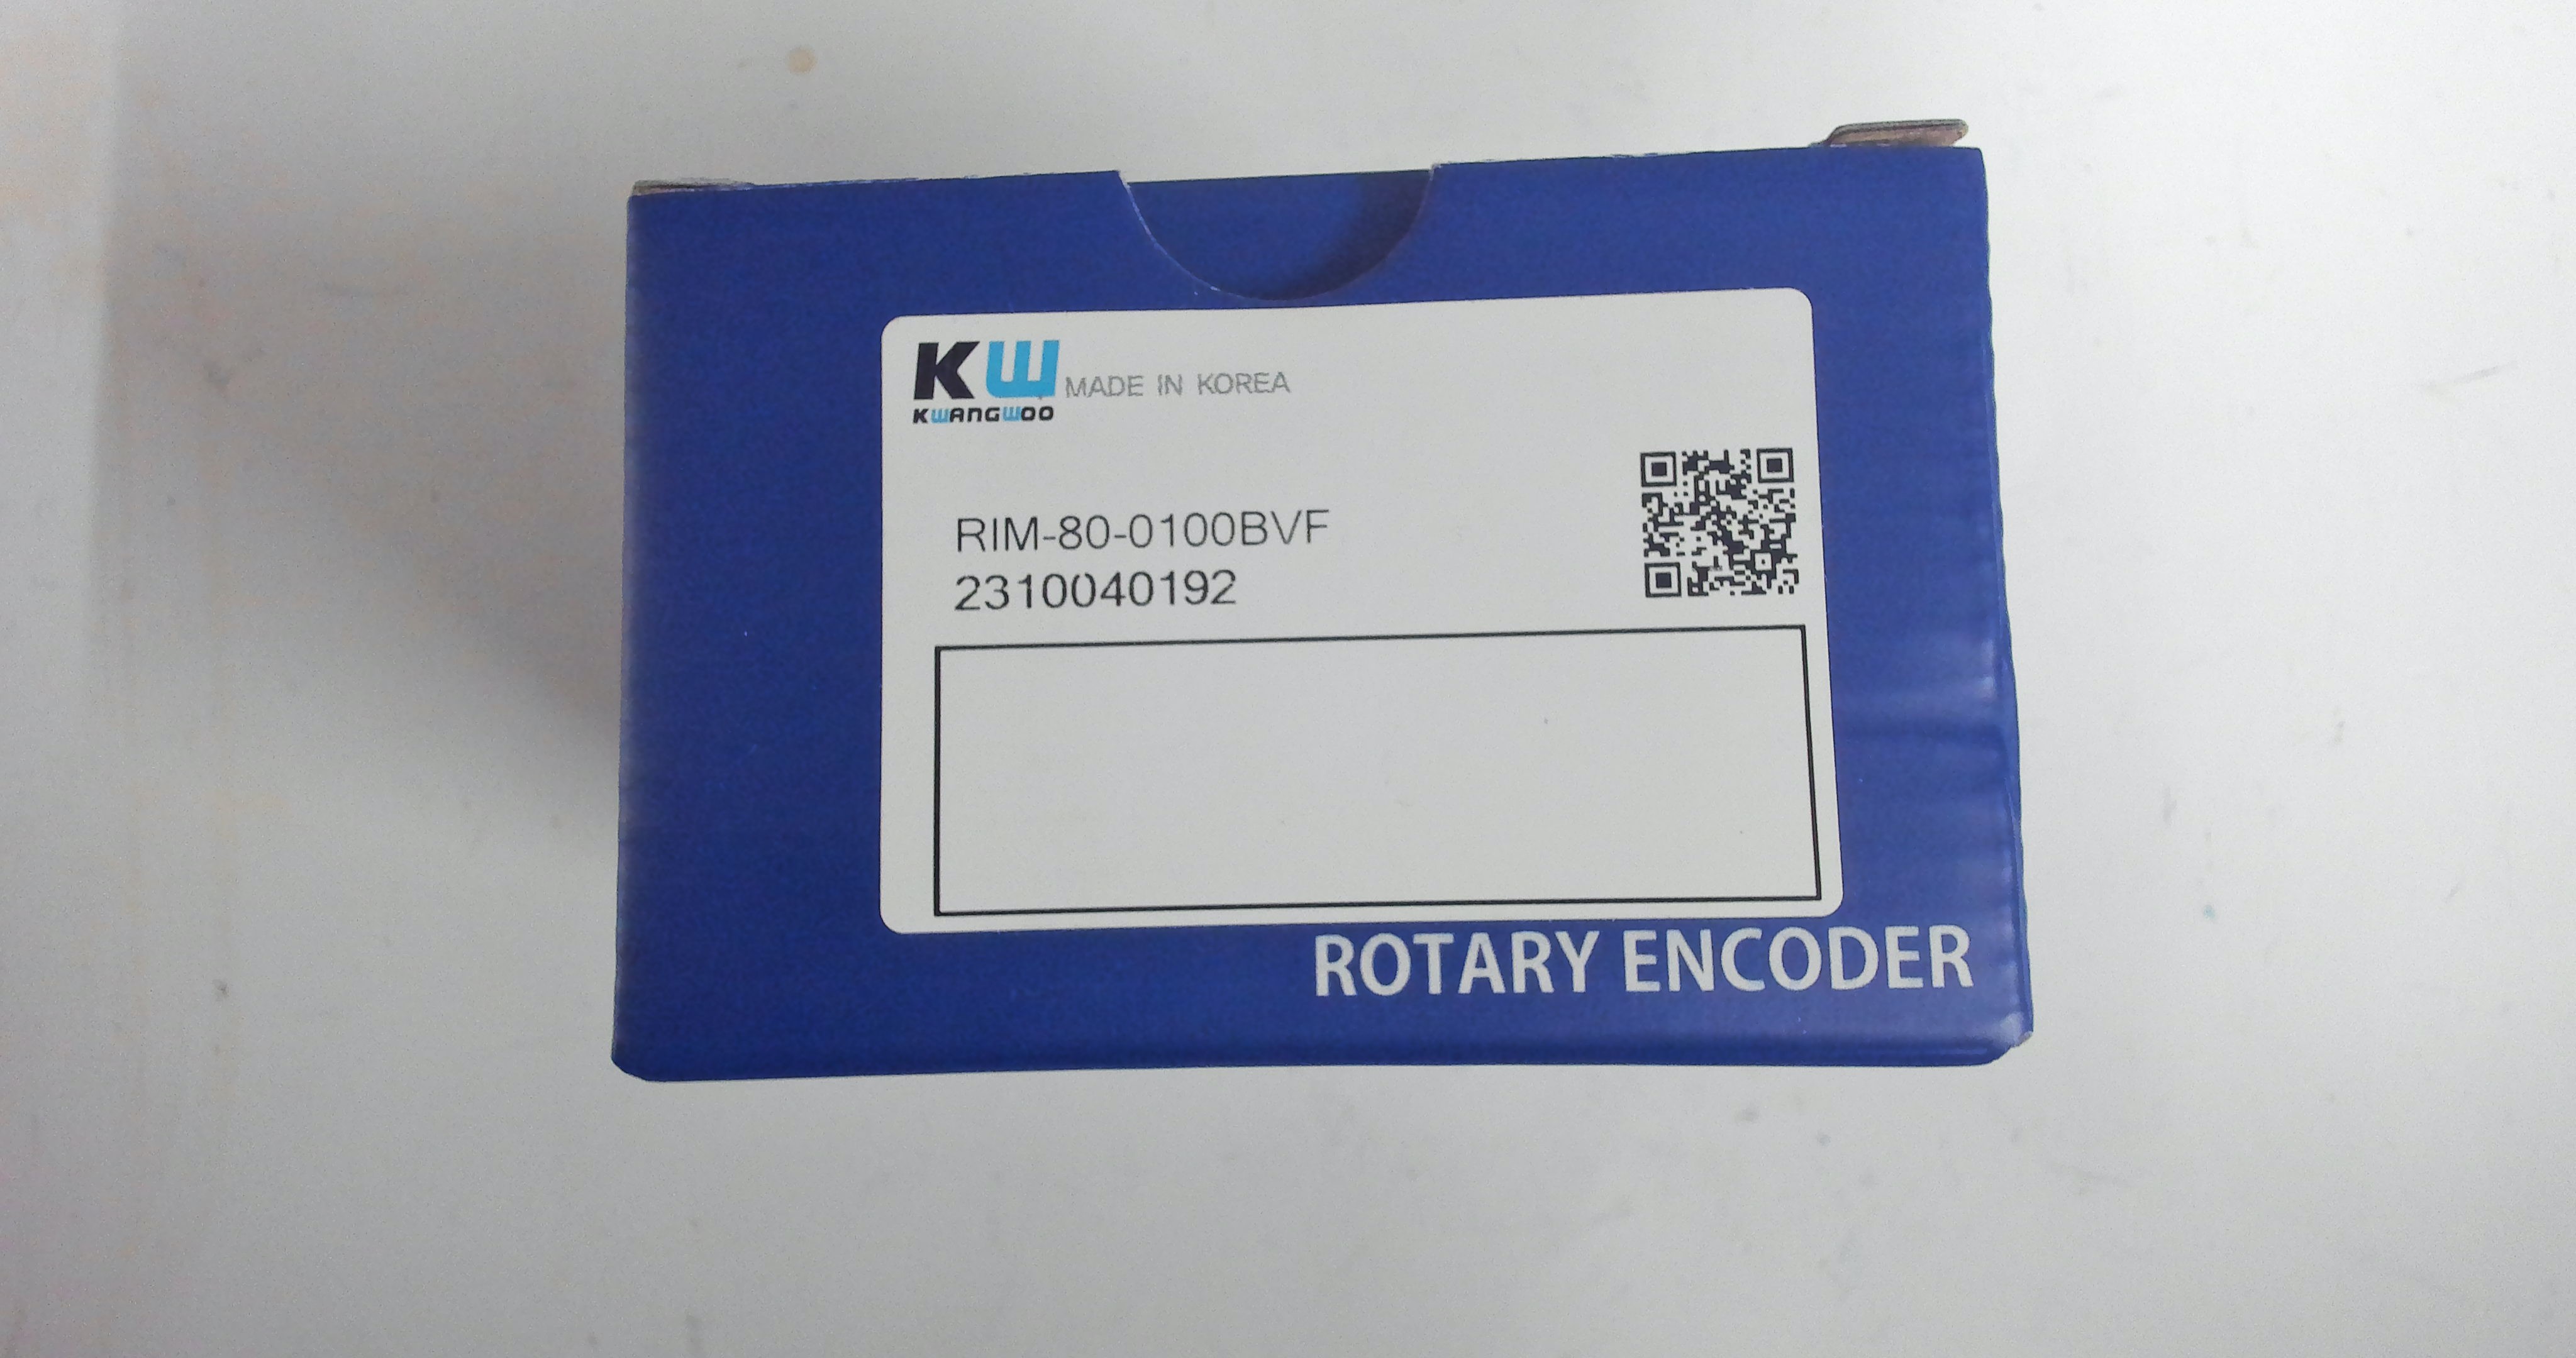 KW
KWANGWOO
MADE IN KOREA
RIM-80-0100BVF
2310040192
ROTARY ENCODER